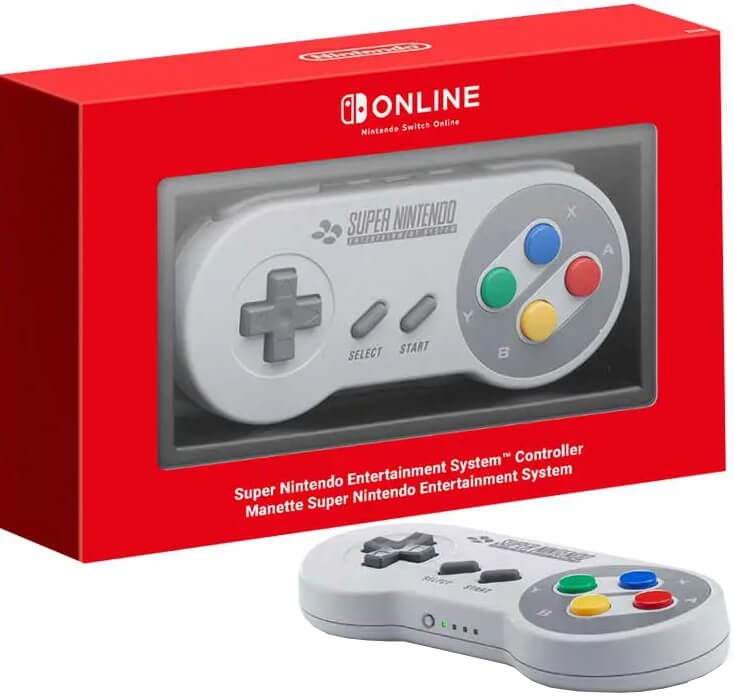 Nintendo
ONLINE
Nintendo Switch Online
SUPER NINTENDO
ENTERTAINMENT SYSTEM
X
A
Y
B
SELECT START
Super Nintendo Entertainment System™ Controller
Manette Super Nintendo Entertainment System
SUPER NINTENDO
SELECT START
X
Y
A
B